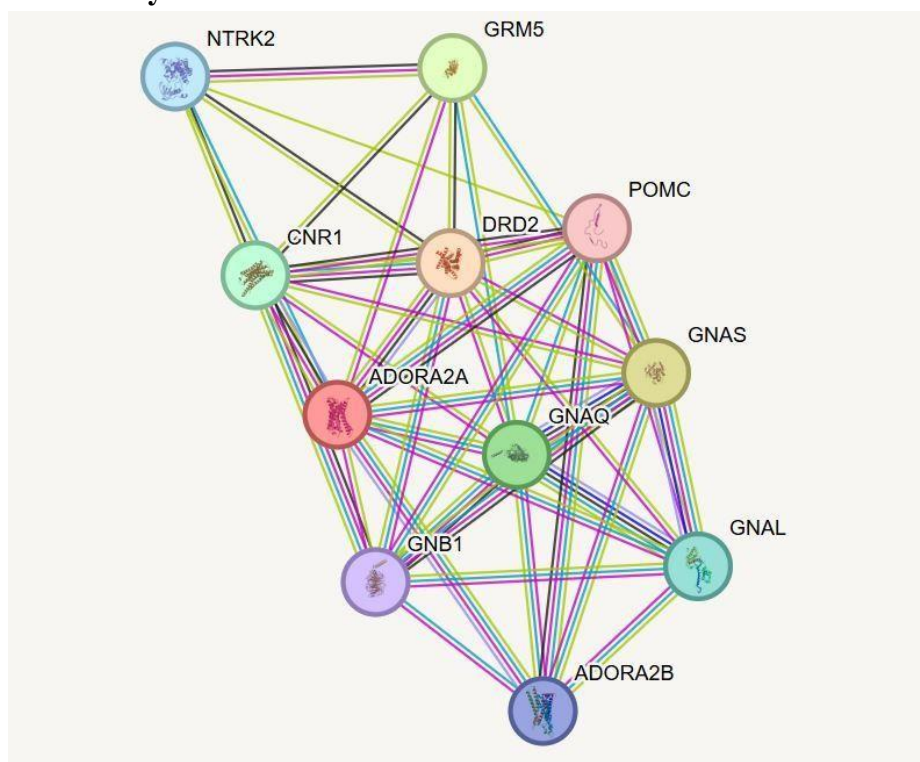 y
NTRK2
GRM5
POMC
DRD2
CNR1
GNAS
ADORA2A
GNAQ
GNAL
GNB1
ADORA2B